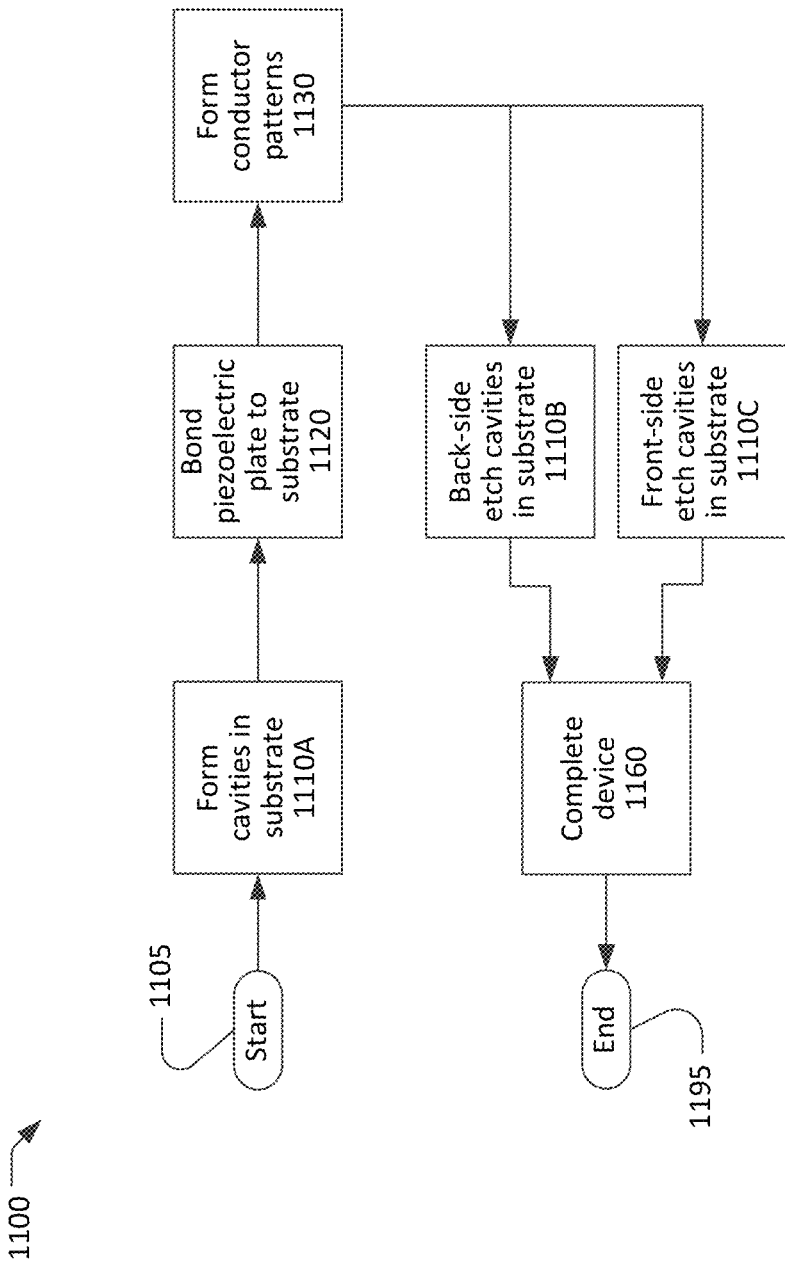 1100
1105
Start
Form
cavities in
substrate
1110A
Bond
piezoelectric
plate to
substrate
1120
Form
conductor
patterns
1130
Back-side
etch cavities
in substrate
1110B
Front-side
etch cavities
in substrate
1110C
Complete
device
1160
End
1195